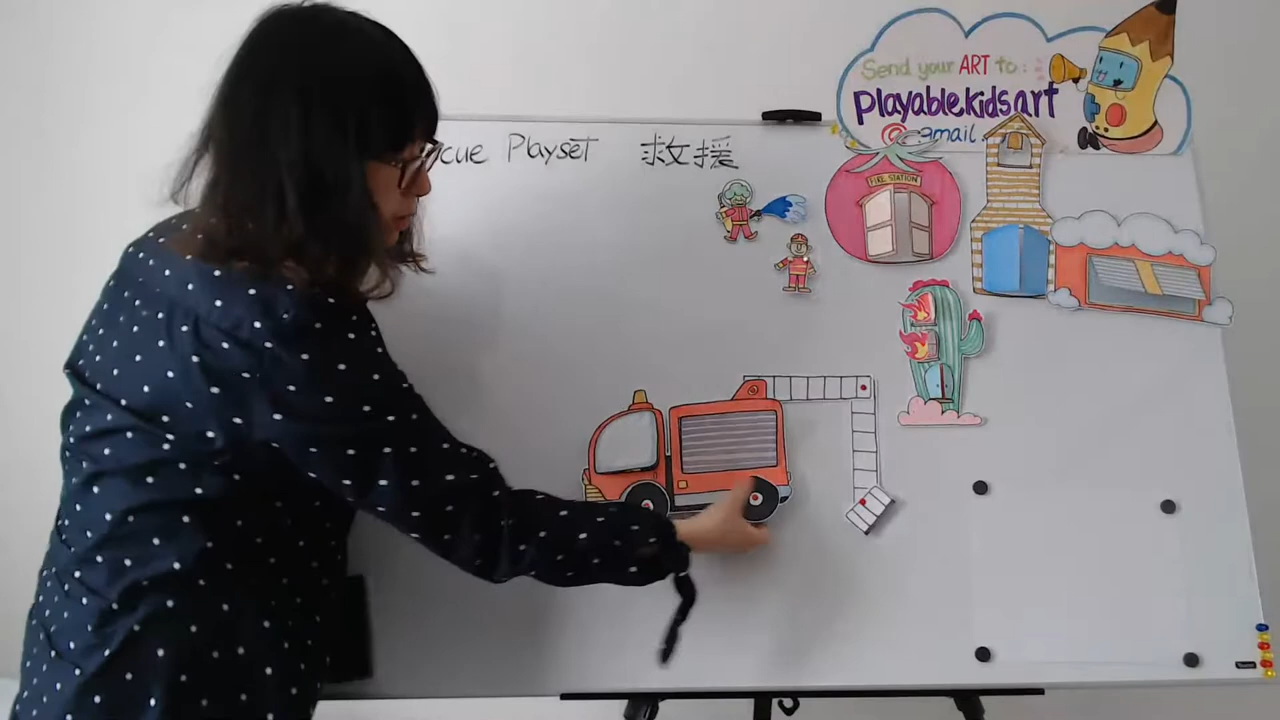 Send your ART to:
playablekidsart
@gmail.
cue Playset 救援
FIRE STATION